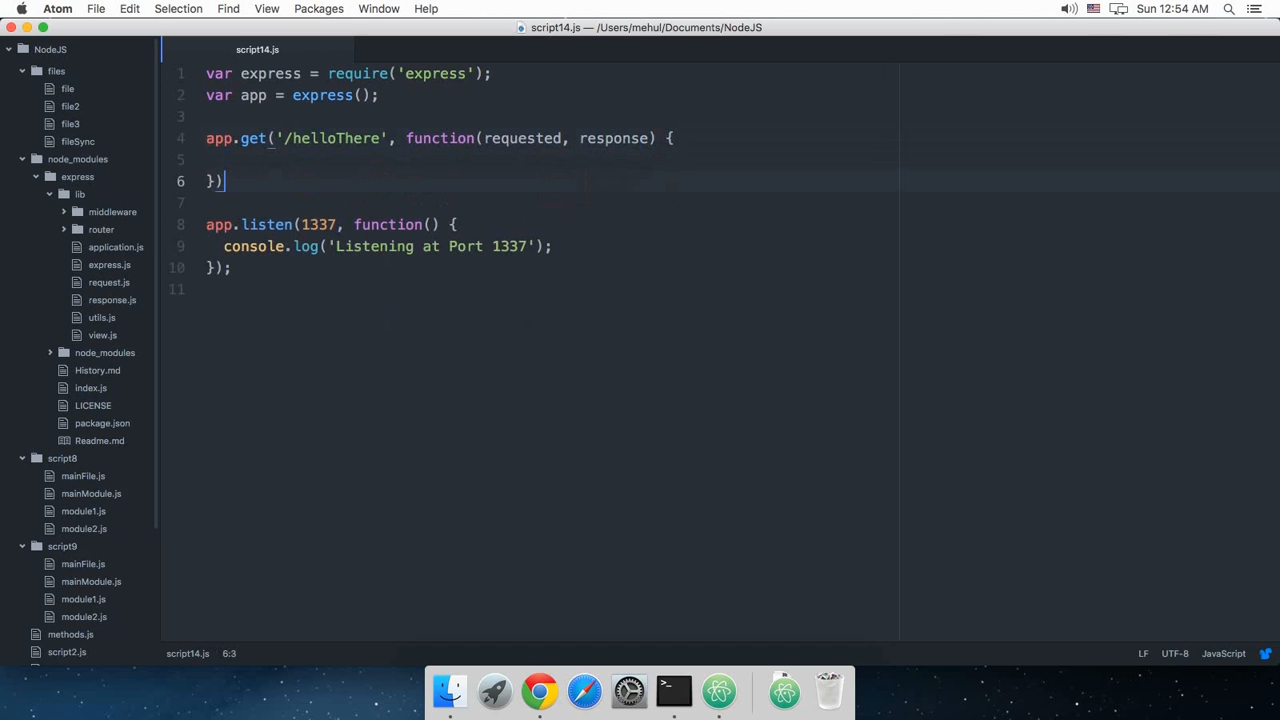 Atom File Edit Selection Find View Packages Window Help Sun 12:54 AM
script14.js — /Users/mehul/Documents/NodeJS
NodeJS
files
file
file2
file3
fileSync
node_modules
express
lib
middleware
router
application.js
express.js
request.js
response.js
utils.js
view.js
node_modules
History.md
index.js
LICENSE
package.json
Readme.md
script8
mainFile.js
mainModule.js
module1.js
module2.js
script9
mainFile.js
mainModule.js
module1.js
module2.js
methods.js
script2.js
script14.js
1 var express = require('express');
2 var app = express();
3
4 app.get('/helloThere', function(requested, response) {
5
6 })
7
8 app.listen(1337, function() {
9 console.log('Listening at Port 1337');
10 });
11
script14.js 6:3 LF UTF-8 JavaScript